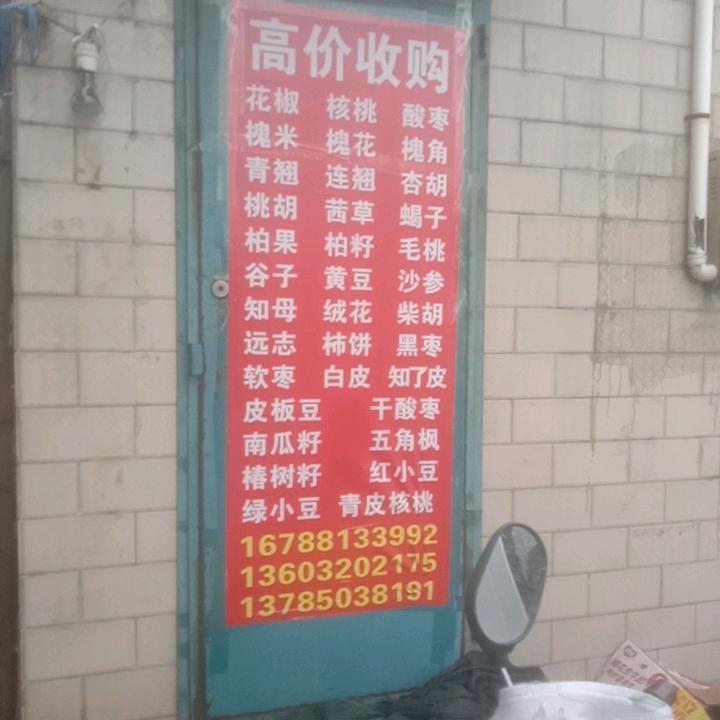 高价收购
花椒 核桃 酸枣
槐米 槐花 槐角
青翘 连翘 杏胡
桃胡 茜草 蝎子
柏果 柏籽 毛桃
谷子 黄豆 沙参
知母 绒花 柴胡
远志 柿饼 黑枣
软枣 白皮 知了皮
皮板豆 干酸枣
南瓜籽 五角枫
椿树籽 红小豆
绿小豆 青皮核桃
16788133992
13603202175
13785038191